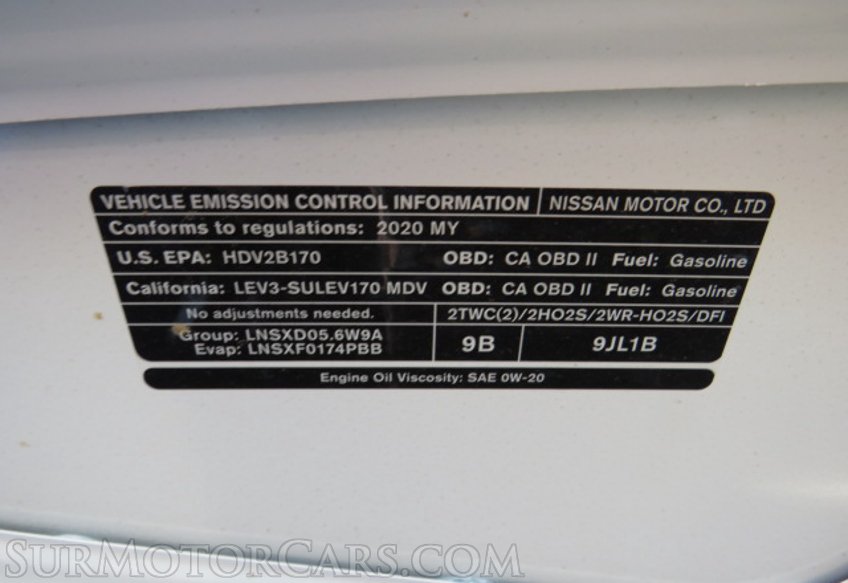 VEHICLE EMISSION CONTROL INFORMATION NISSAN MOTOR CO., LTD
Conforms to regulations: 2020 MY
U.S. EPA: HDV2B170 OBD: CA OBD II Fuel: Gasoline
California: LEV3-SULEV170 MDV OBD: CA OBD II Fuel: Gasoline
No adjustments needed. 2TWC(2)/2HO2S/2WR-HO2S/DFI
Group: LNSXD05.6W9A
Evap: LNSXF0174PBB
9B 9JL1B
Engine Oil Viscosity: SAE 0W-20
SurMotorCars.com